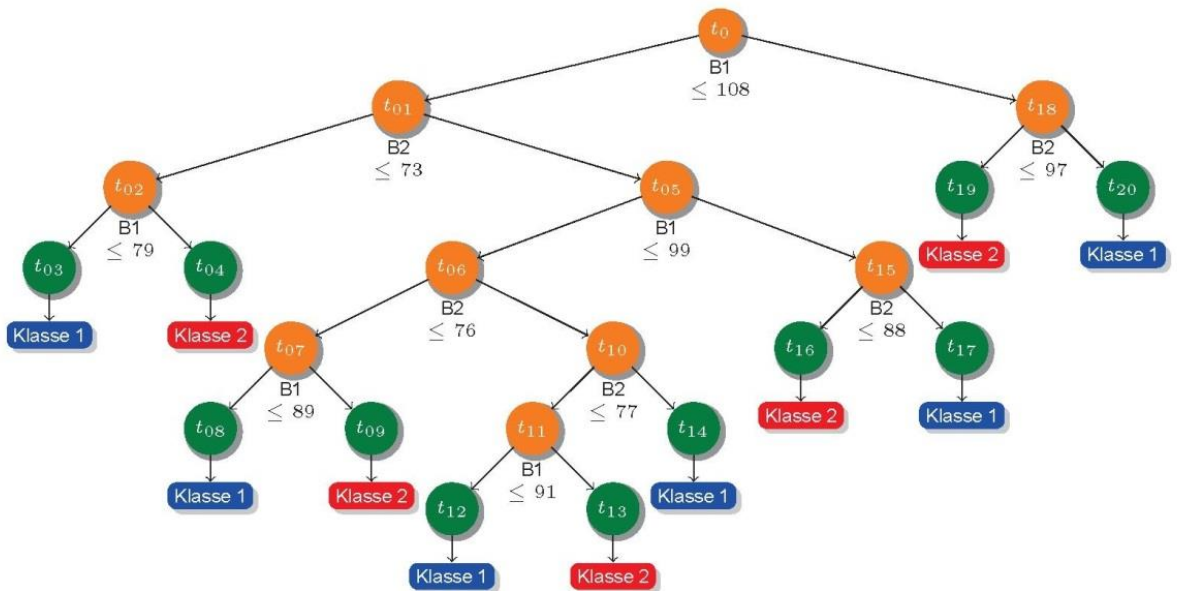 t0
B1
≤ 108
t01
B2
≤ 73
t18
B2
≤ 97
t02
B1
≤ 79
t05
B1
≤ 99
t19
t20
Klasse 2
Klasse 1
t03
t04
Klasse 1
Klasse 2
t06
B2
≤ 76
t15
B2
≤ 88
t07
B1
≤ 89
t10
B2
≤ 77
t16
t17
Klasse 2
Klasse 1
t08
t09
Klasse 1
Klasse 2
t11
B1
≤ 91
t14
Klasse 1
t12
t13
Klasse 1
Klasse 2